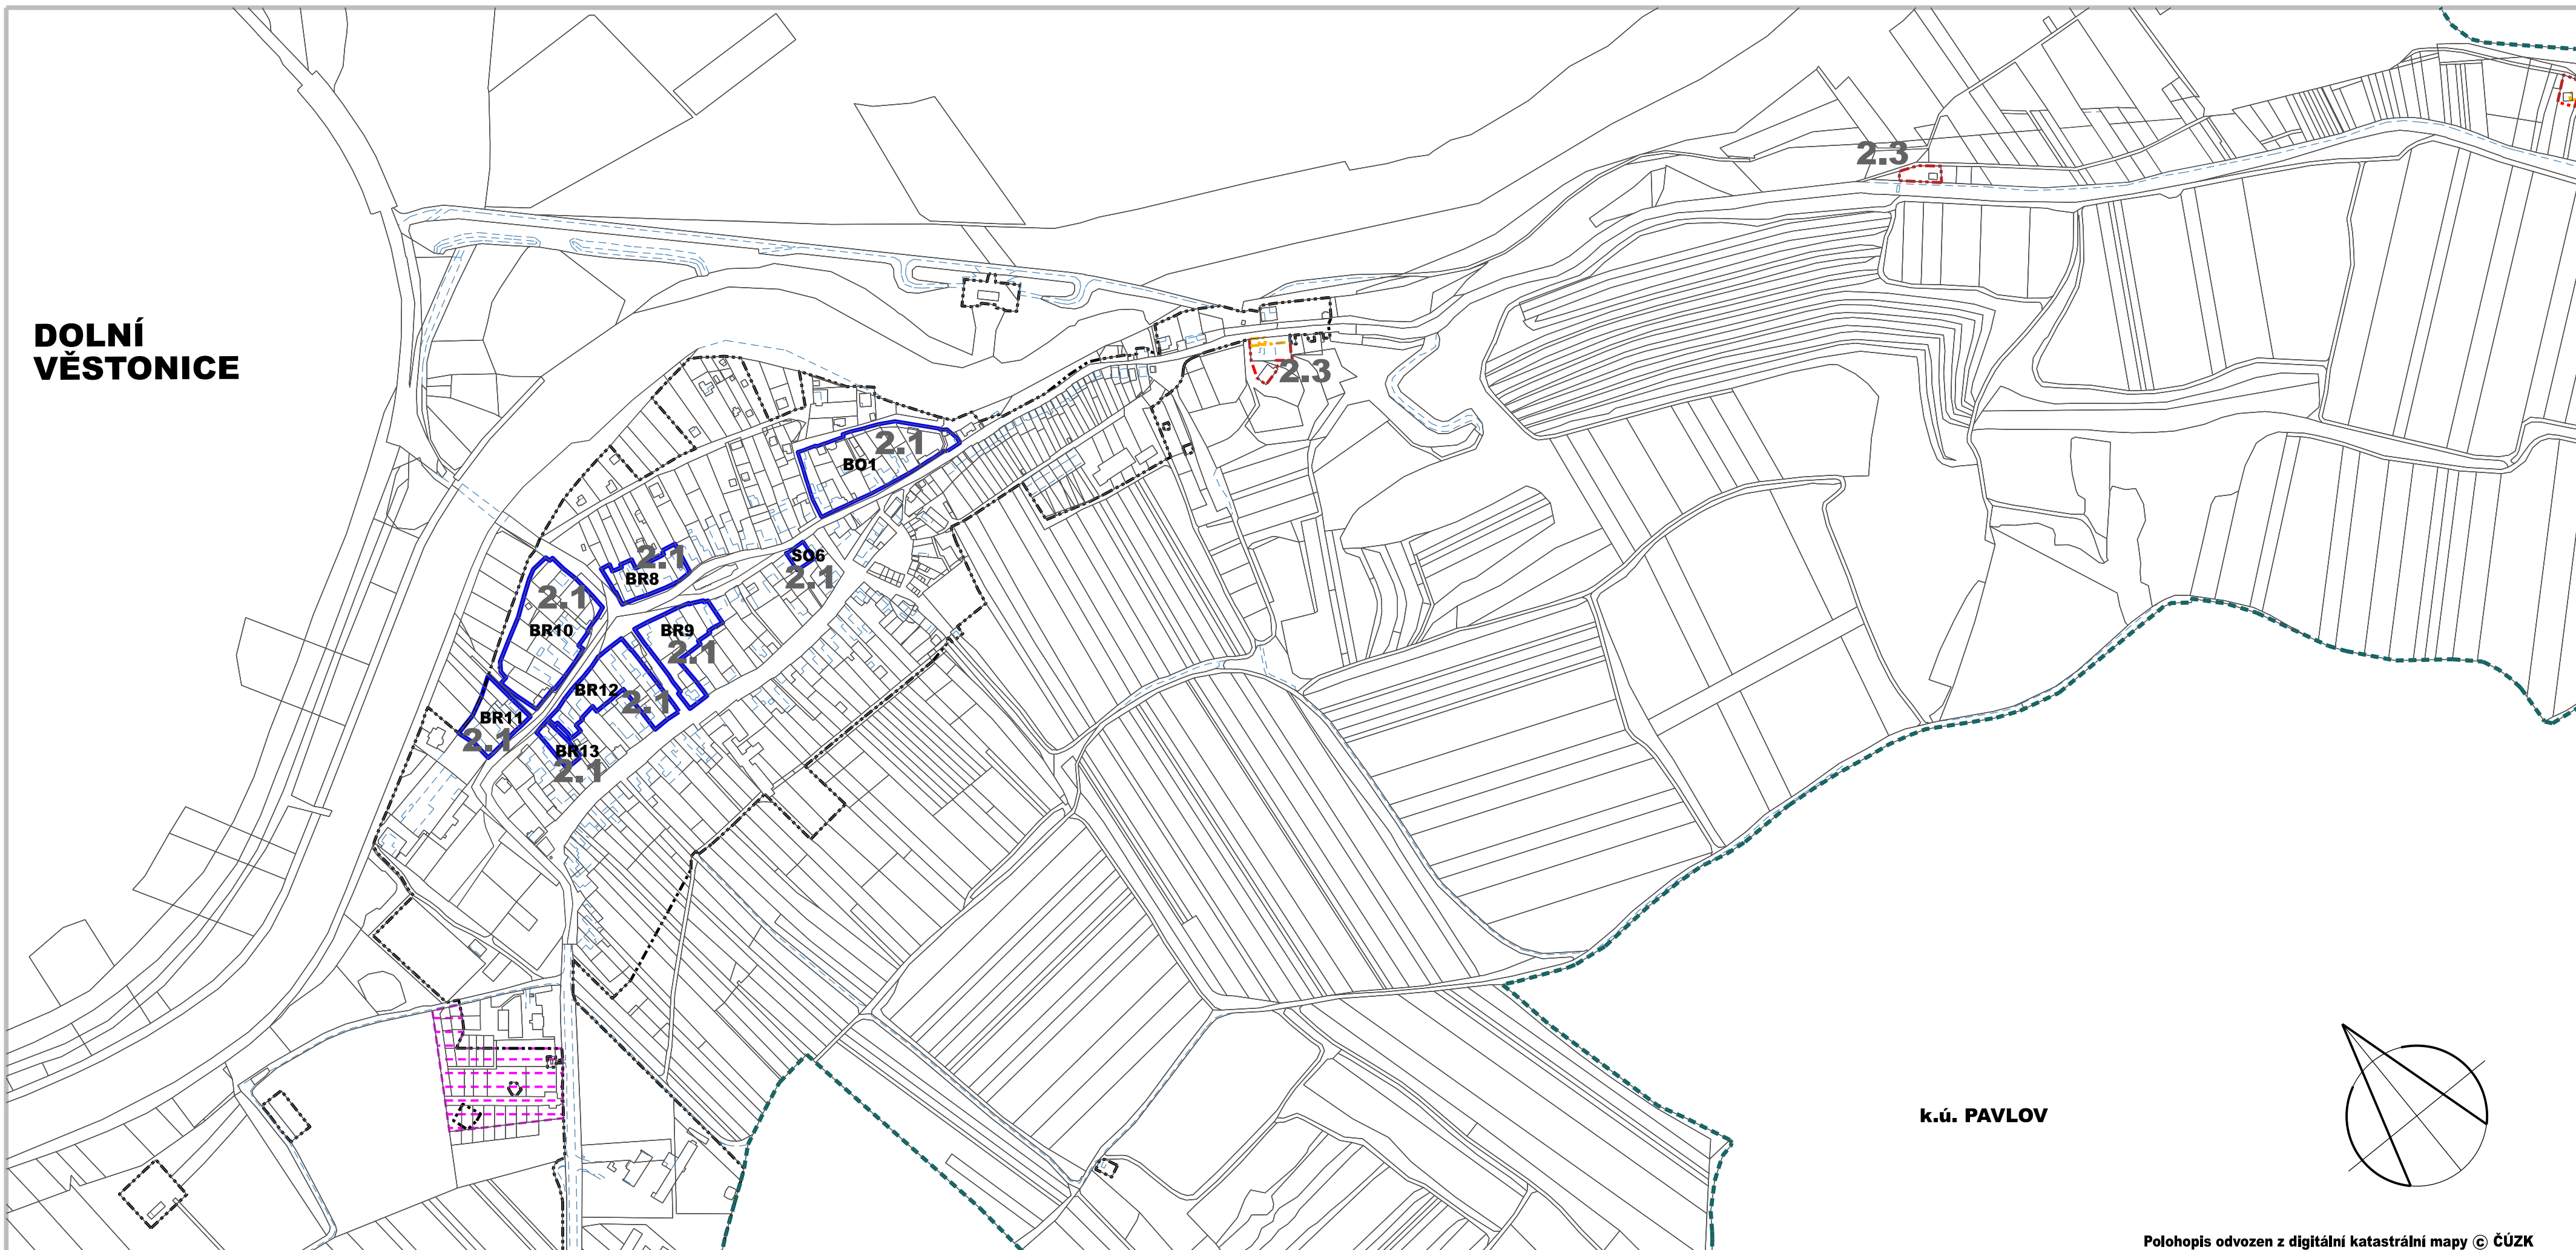 2.3
DOLNÍ
VĚSTONICE
2.3
2.1
BO1
2.1
SO6
BR8
2.1
2.1
BR10
BR9
2.1
BR12
2.1
BR11
2.1
BR13
2.1
k.ú. PAVLOV
Polohopis odvozen z digitální katastrální mapy © ČÚZK